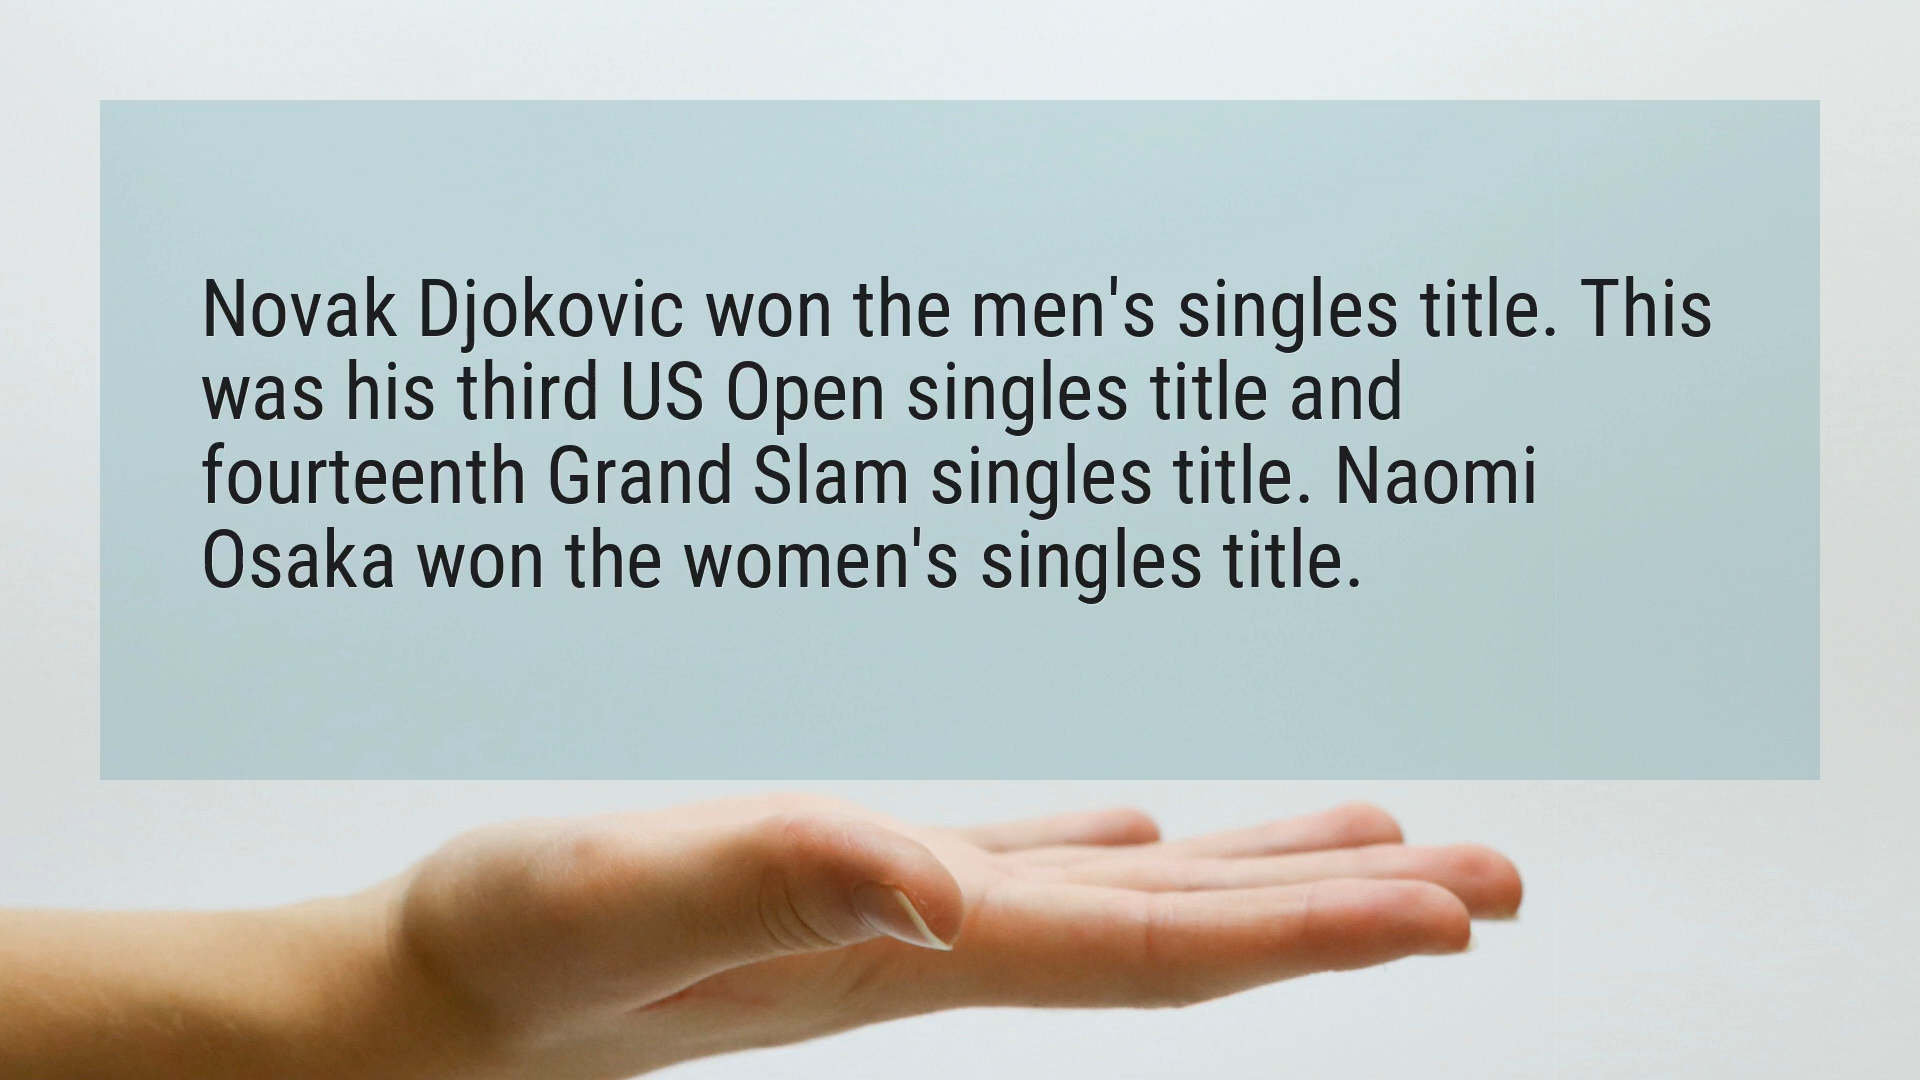 Novak Djokovic won the men's singles title. This
was his third US Open singles title and
fourteenth Grand Slam singles title. Naomi
Osaka won the women's singles title.